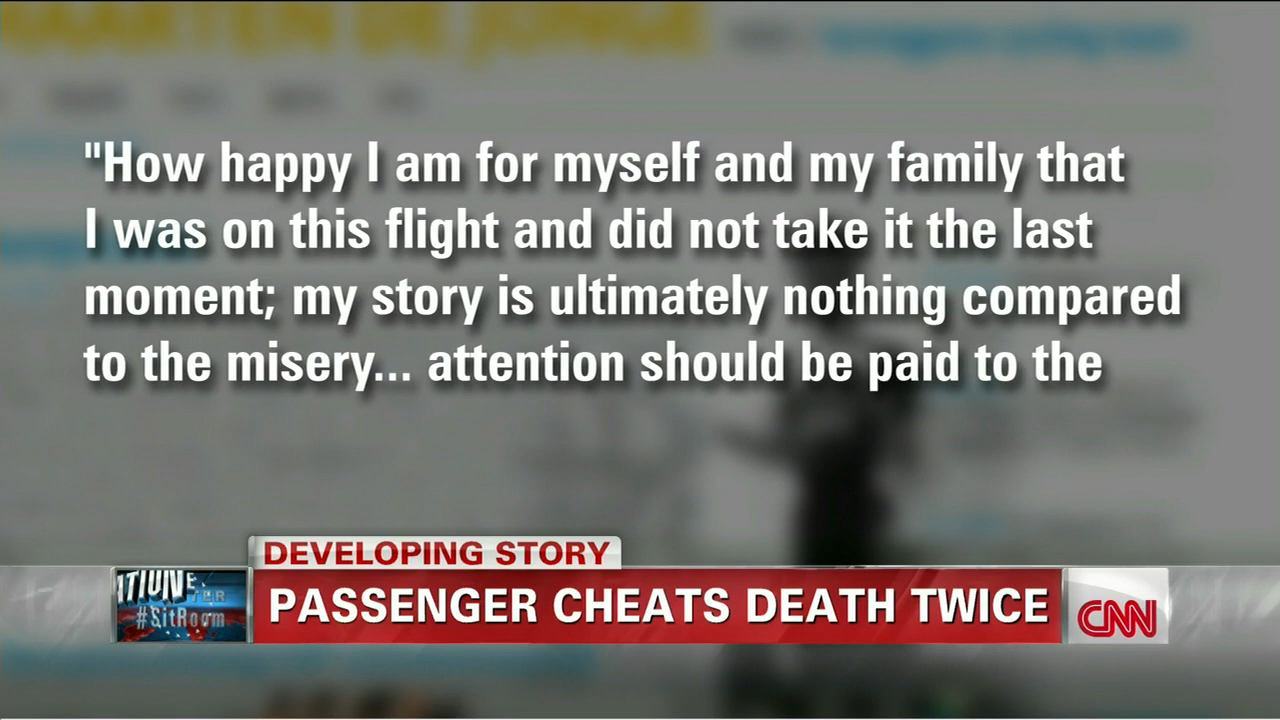 "How happy I am for myself and my family that
I was on this flight and did not take it the last
moment; my story is ultimately nothing compared
to the misery... attention should be paid to the
DEVELOPING STORY
#SitRoom
PASSENGER CHEATS DEATH TWICE
CNN